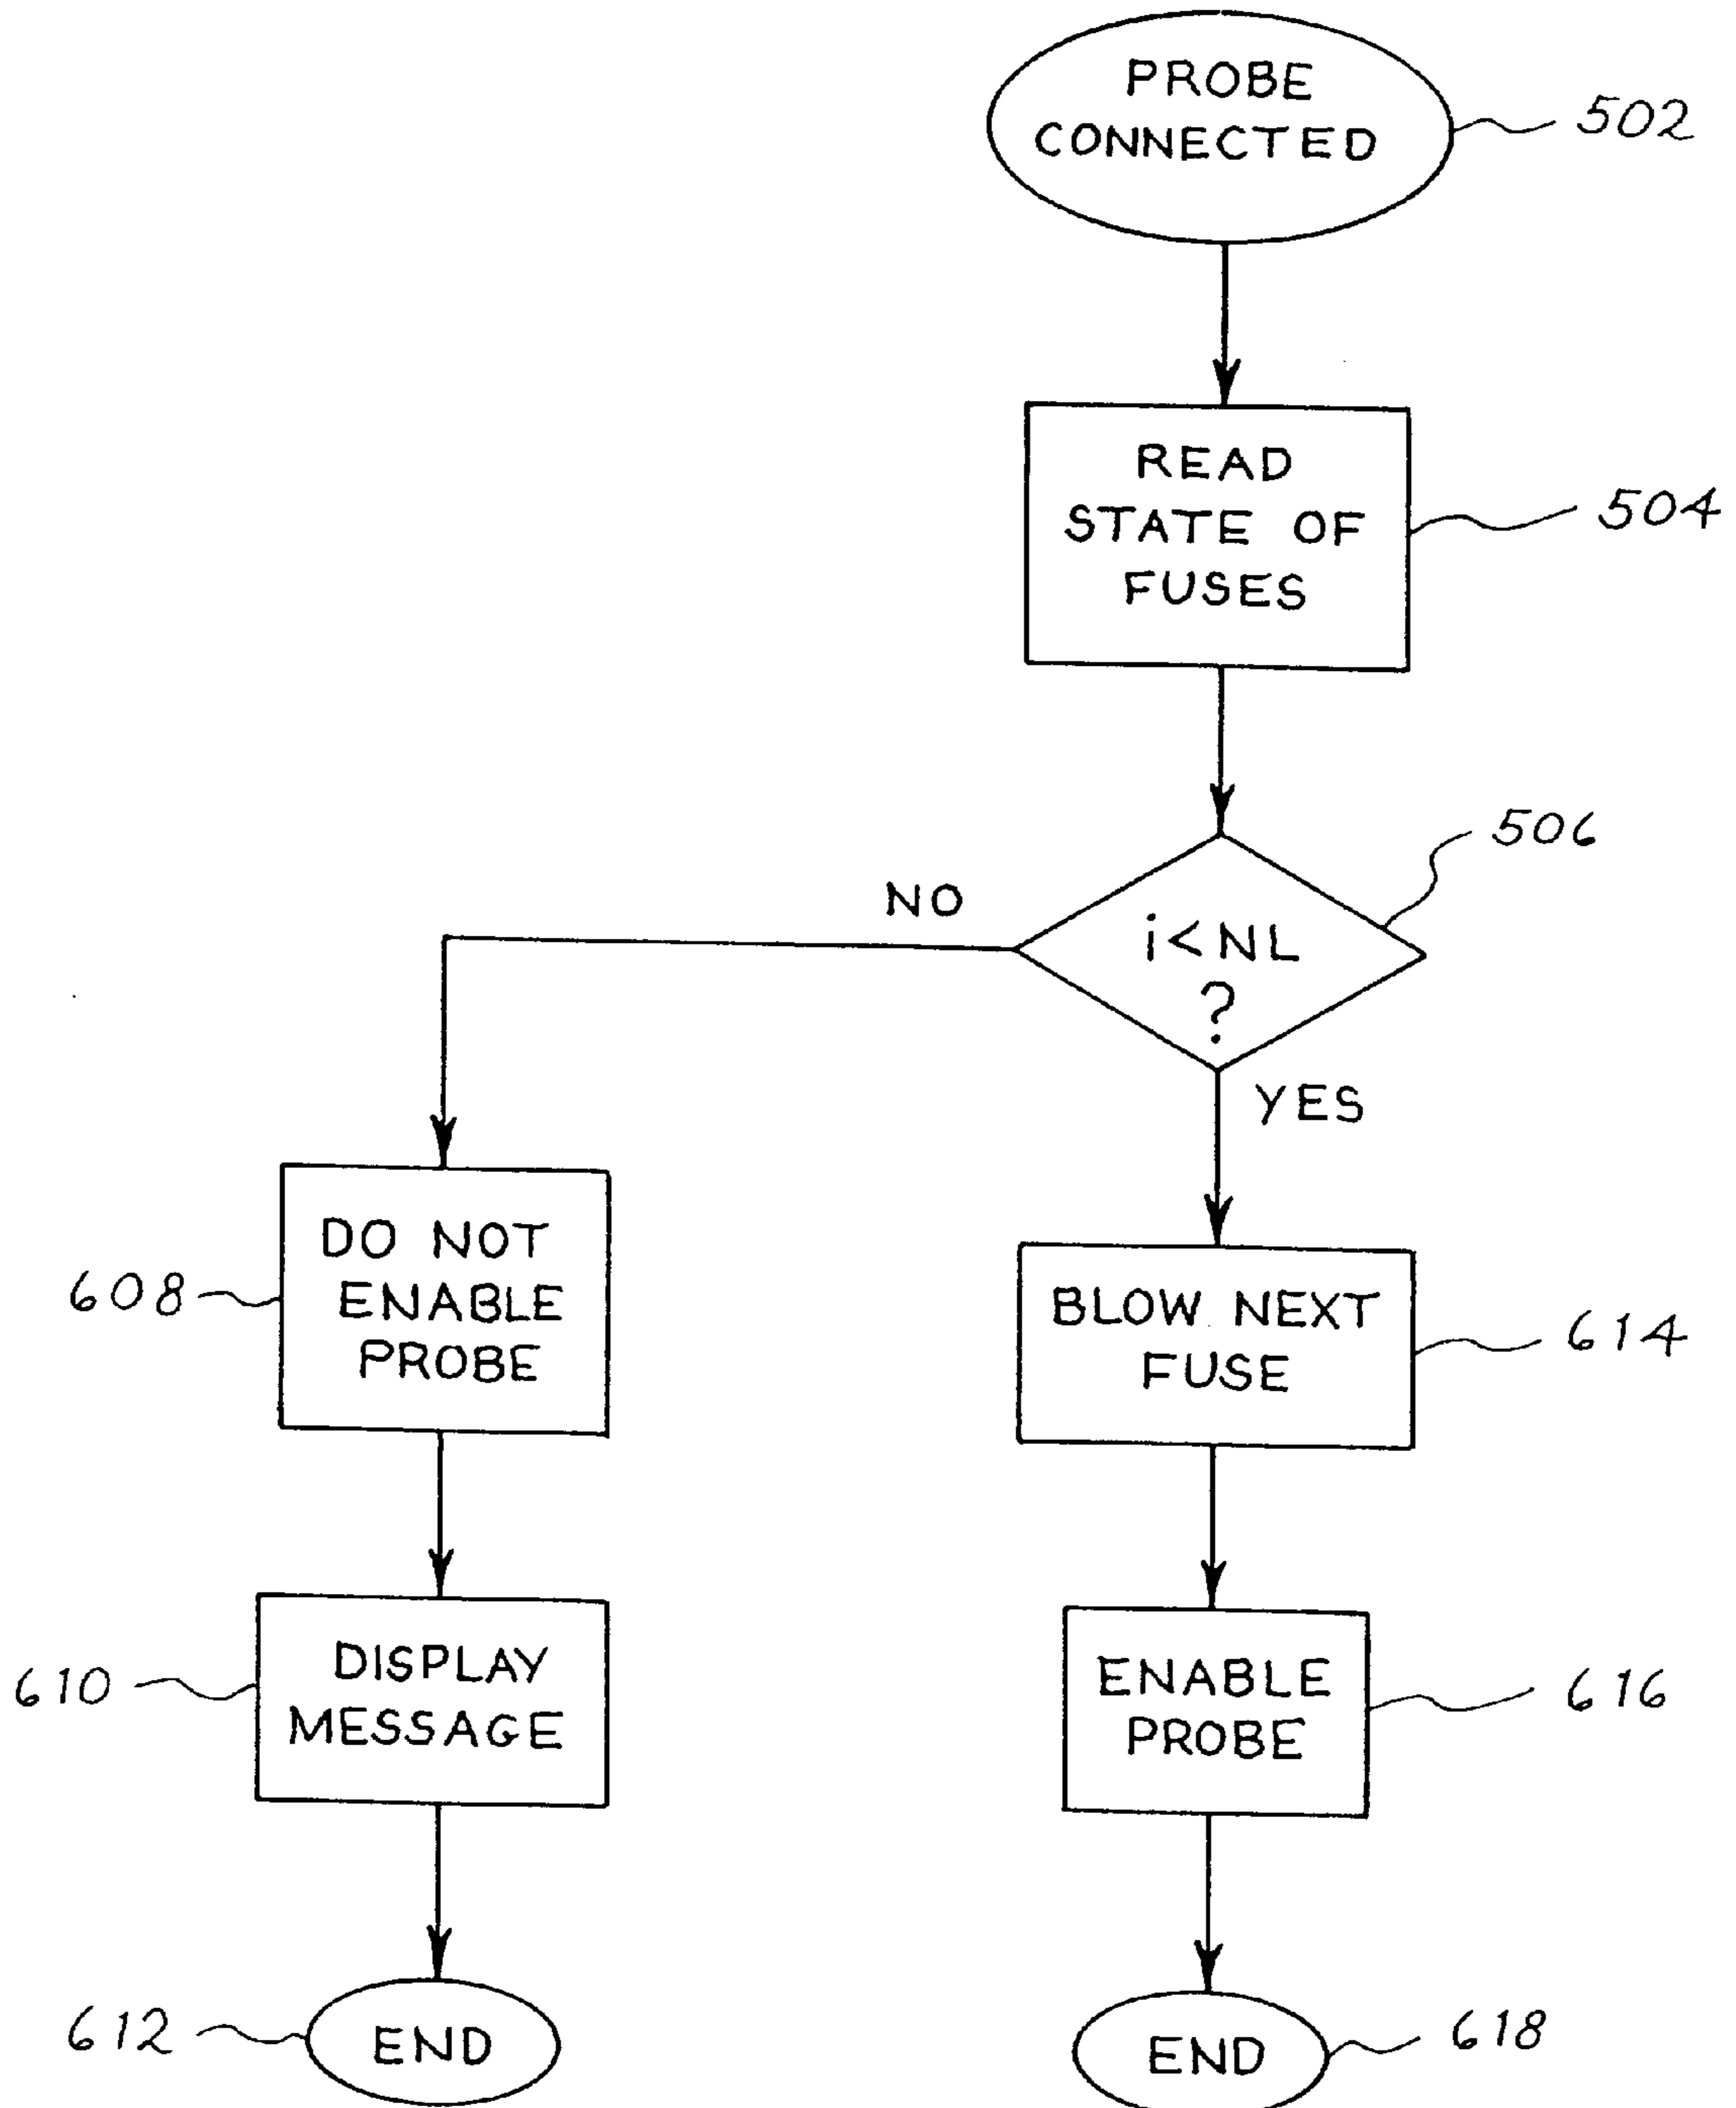 PROBE
CONNECTED
502
READ
STATE OF
FUSES
504
506
NO
i<NL
?
YES
DO NOT
ENABLE
PROBE
608
BLOW NEXT
FUSE
614
DISPLAY
MESSAGE
610
ENABLE
PROBE
616
END
612
END
618